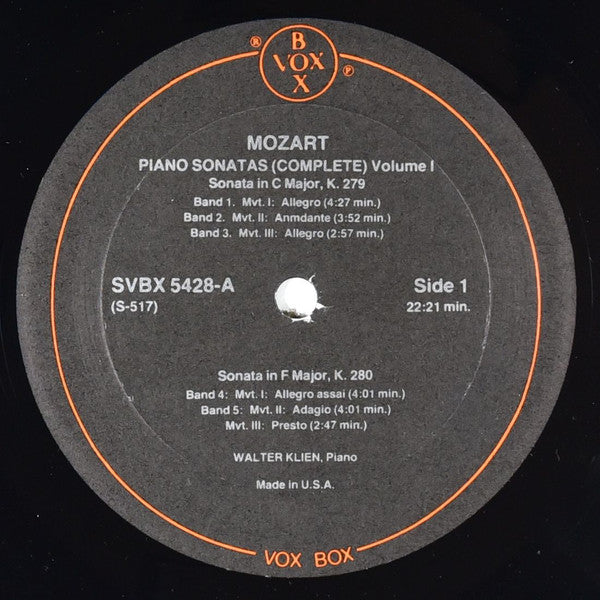 B
® VOX ℗
X
MOZART
PIANO SONATAS (COMPLETE) Volume I
Sonata in C Major, K. 279
Band 1. Mvt. I: Allegro (4:27 min.)
Band 2. Mvt. II: Anmdante (3:52 min.)
Band 3. Mvt. III: Allegro (2:57 min.)
SVBX 5428-A Side 1
(S-517) 22:21 min.
Sonata in F Major, K. 280
Band 4: Mvt. I: Allegro assai (4:01 min.)
Band 5: Mvt. II: Adagio (4:01 min.)
Mvt. III: Presto (2:47 min.)
WALTER KLIEN, Piano
Made in U.S.A.
VOX BOX